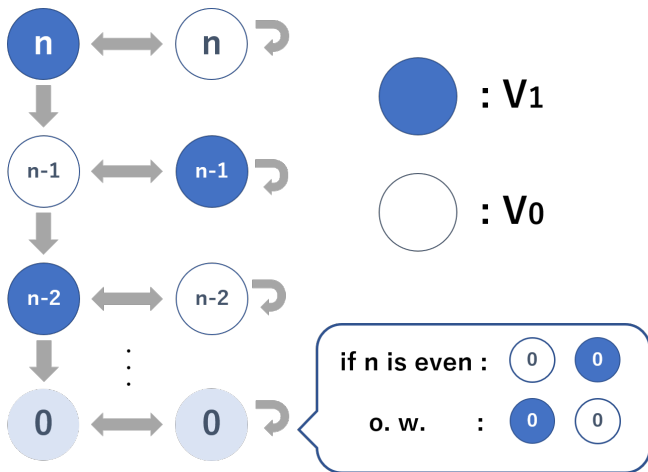 n n
n-1 n-1
n-2 n-2
⋮
0 0
: V1
: V0
if n is even : 0 0
o. w. : 0 0